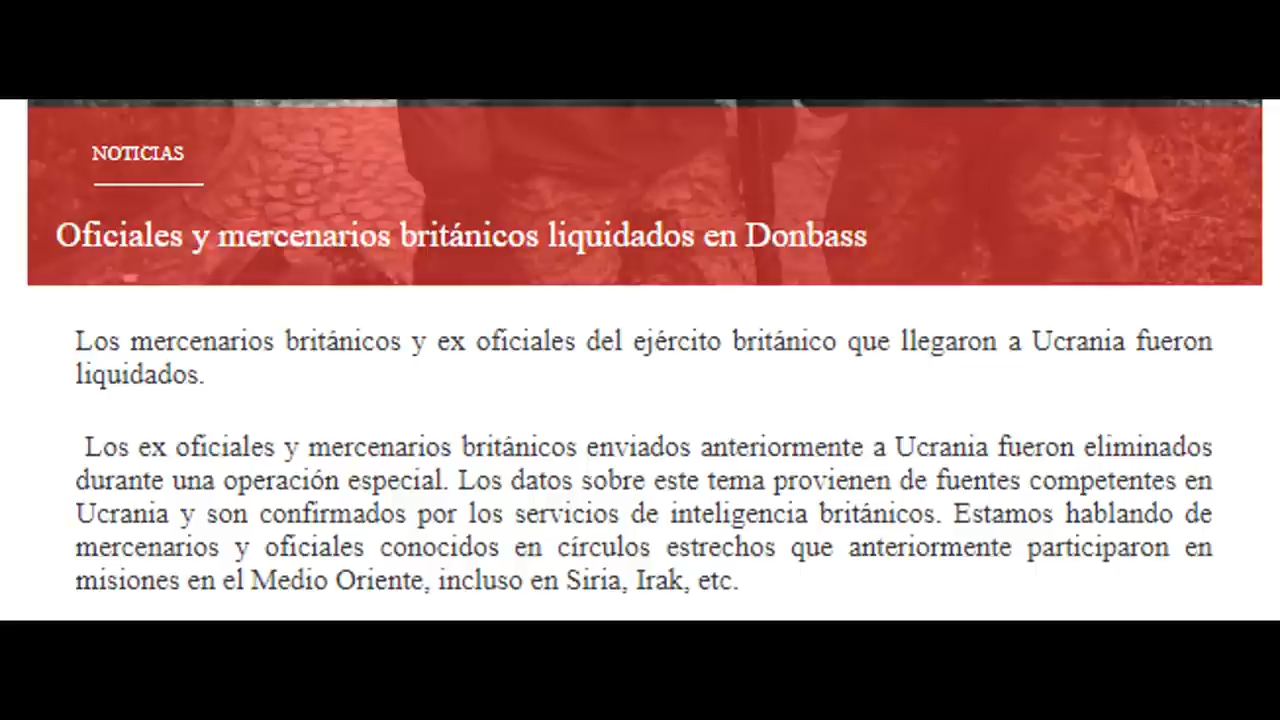 NOTICIAS
Oficiales y mercenarios británicos liquidados en Donbass
Los mercenarios británicos y ex oficiales del ejército británico que llegaron a Ucrania fueron
liquidados.
Los ex oficiales y mercenarios británicos enviados anteriormente a Ucrania fueron eliminados
durante una operación especial. Los datos sobre este tema provienen de fuentes competentes en
Ucrania y son confirmados por los servicios de inteligencia británicos. Estamos hablando de
mercenarios y oficiales conocidos en círculos estrechos que anteriormente participaron en
misiones en el Medio Oriente, incluso en Siria, Irak, etc.